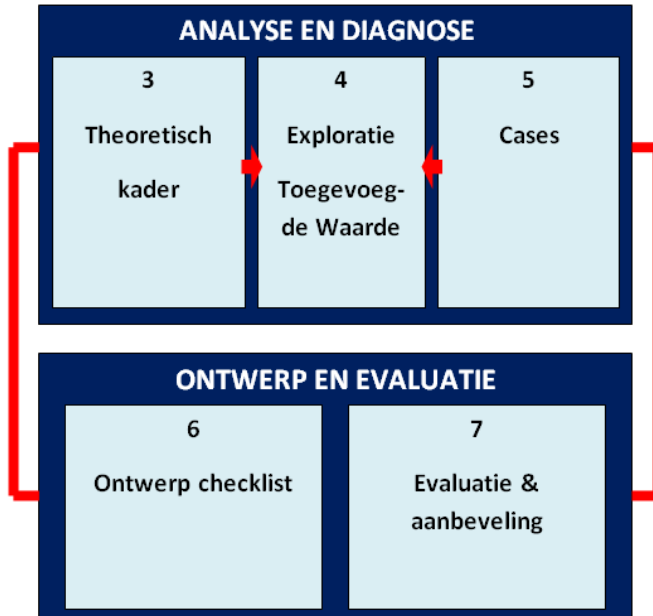 ANALYSE EN DIAGNOSE
3
Theoretisch
kader
4
Exploratie
Toegevoeg-
de Waarde
5
Cases
ONTWERP EN EVALUATIE
6
Ontwerp checklist
7
Evaluatie &
aanbeveling